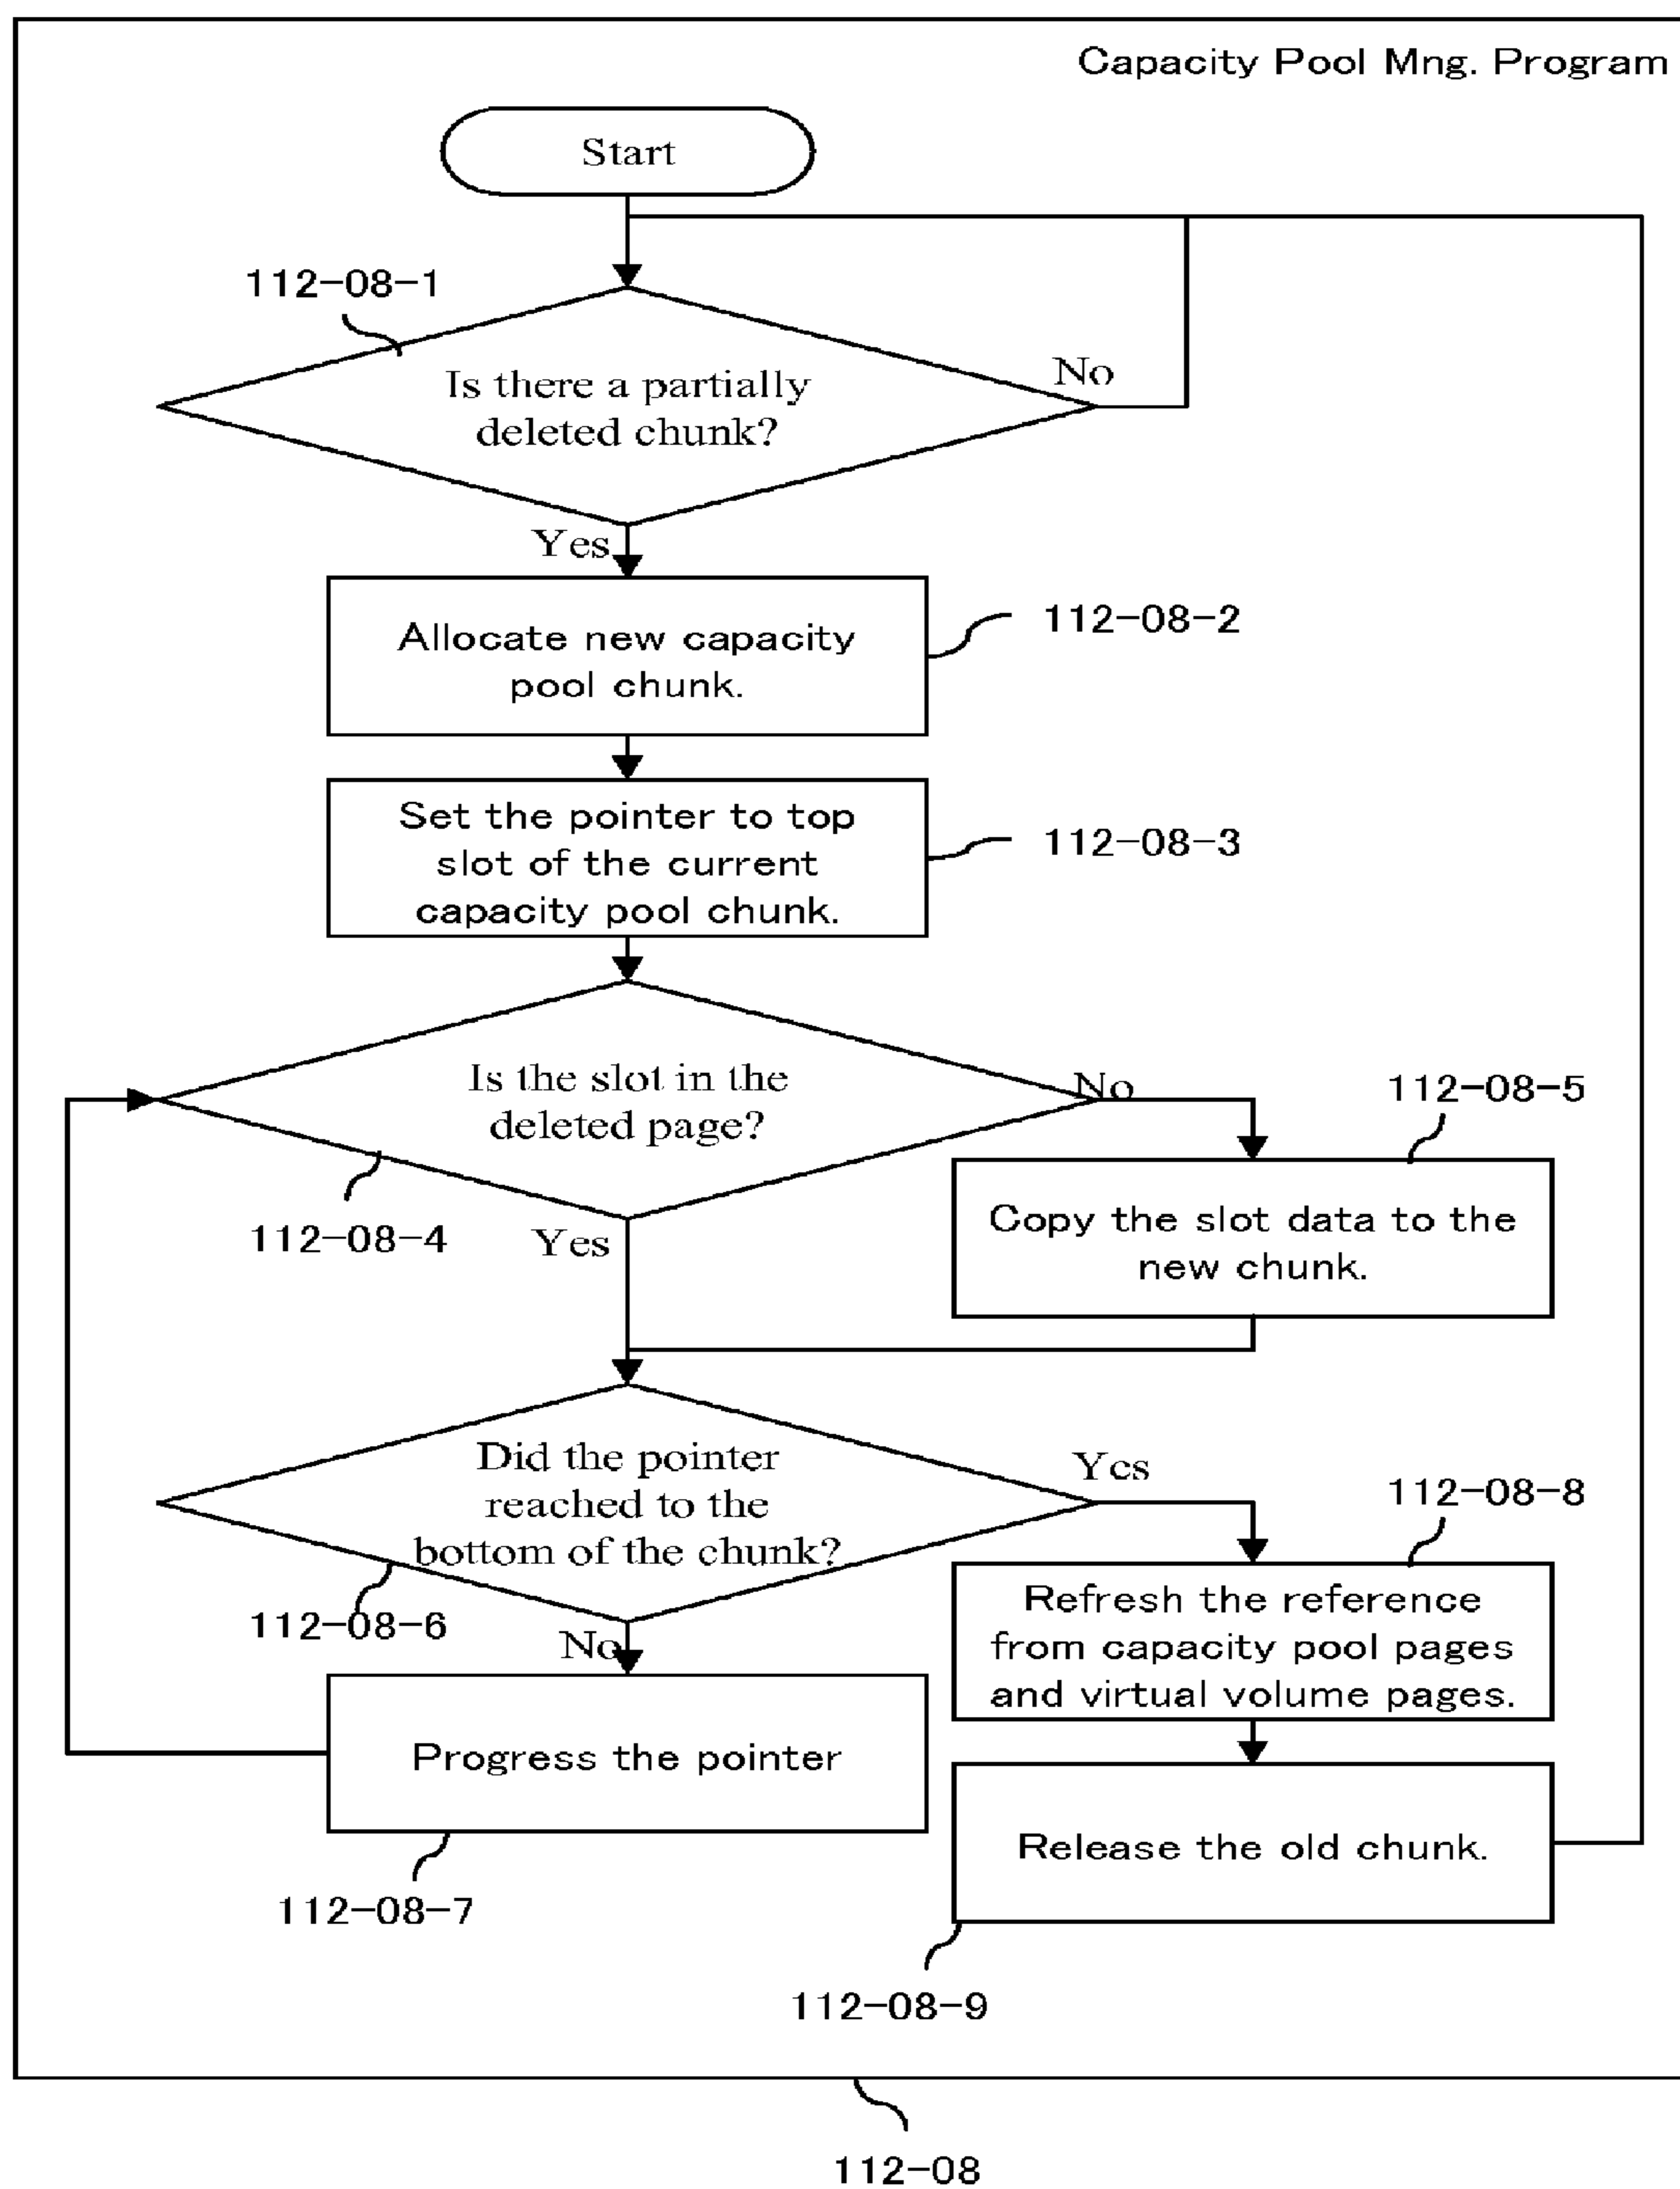 Capacity Pool Mng. Program
Start
112-08-1
Is there a partially
deleted chunk?
No
Yes
Allocate new capacity
pool chunk.
112-08-2
Set the pointer to top
slot of the current
capacity pool chunk.
112-08-3
Is the slot in the
deleted page?
No
112-08-5
112-08-4
Yes
Copy the slot data to the
new chunk.
Did the pointer
reached to the
bottom of the chunk?
Yes
112-08-8
112-08-6
No
Refresh the reference
from capacity pool pages
and virtual volume pages.
Progress the pointer
Release the old chunk.
112-08-7
112-08-9
112-08